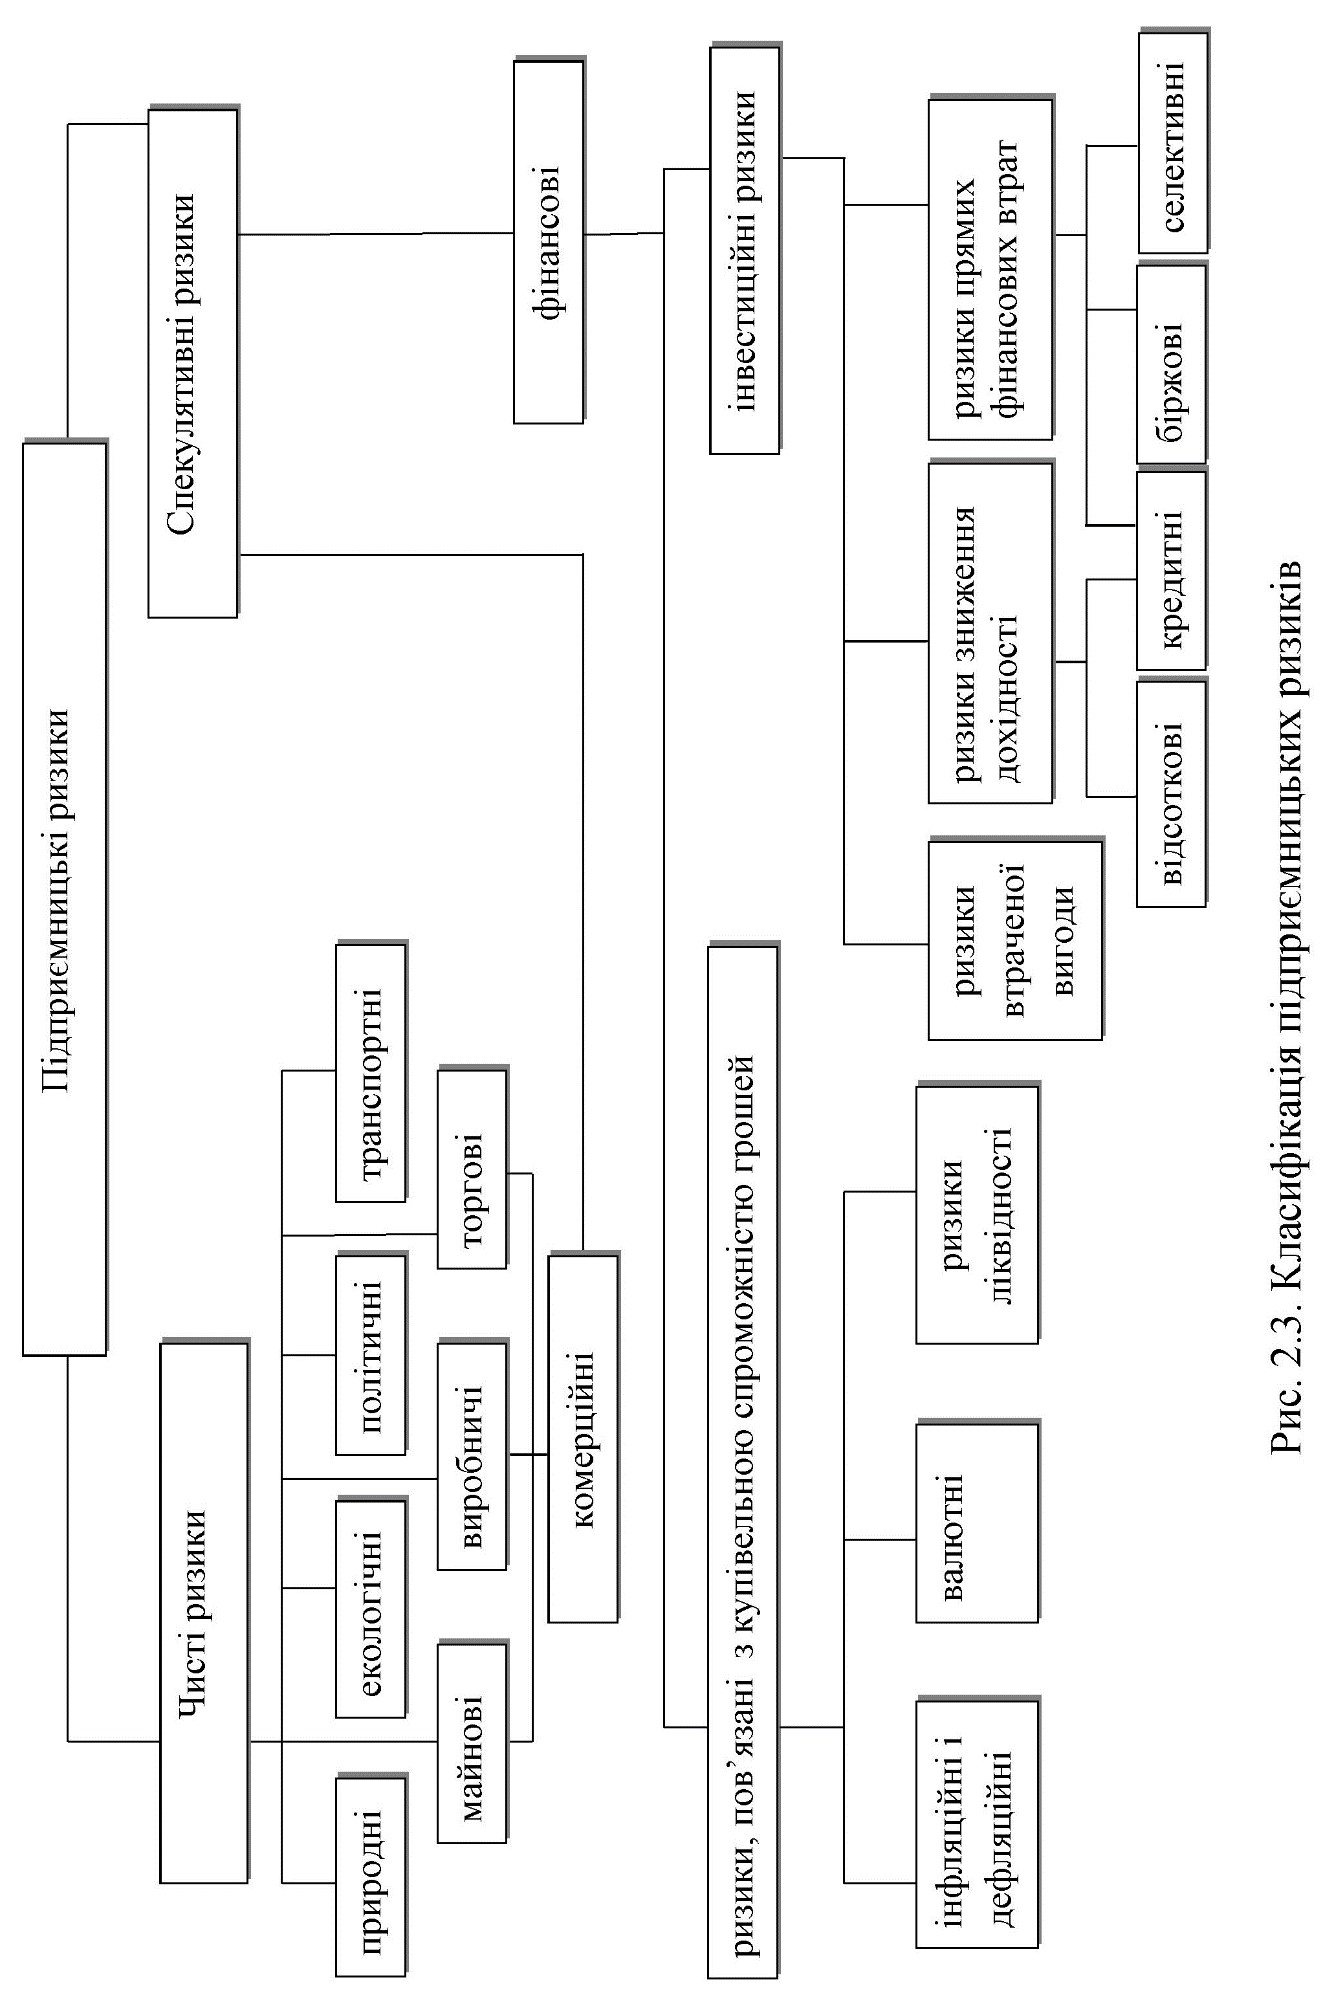 Підприємницькі ризики
Чисті ризики
Спекулятивні ризики
природні
екологічні
політичні
транспортні
майнові
виробничі
торгові
фінансові
комерційні
ризики, пов’язані з купівельною спроможністю грошей
інвестиційні ризики
інфляційні і
дефляційні
валютні
ризики
ліквідності
ризики
втраченої
вигоди
ризики зниження
дохідності
ризики прямих
фінансових втрат
відсоткові
кредитні
біржові
селективні
Рис. 2.3. Класифікація підприємницьких ризиків